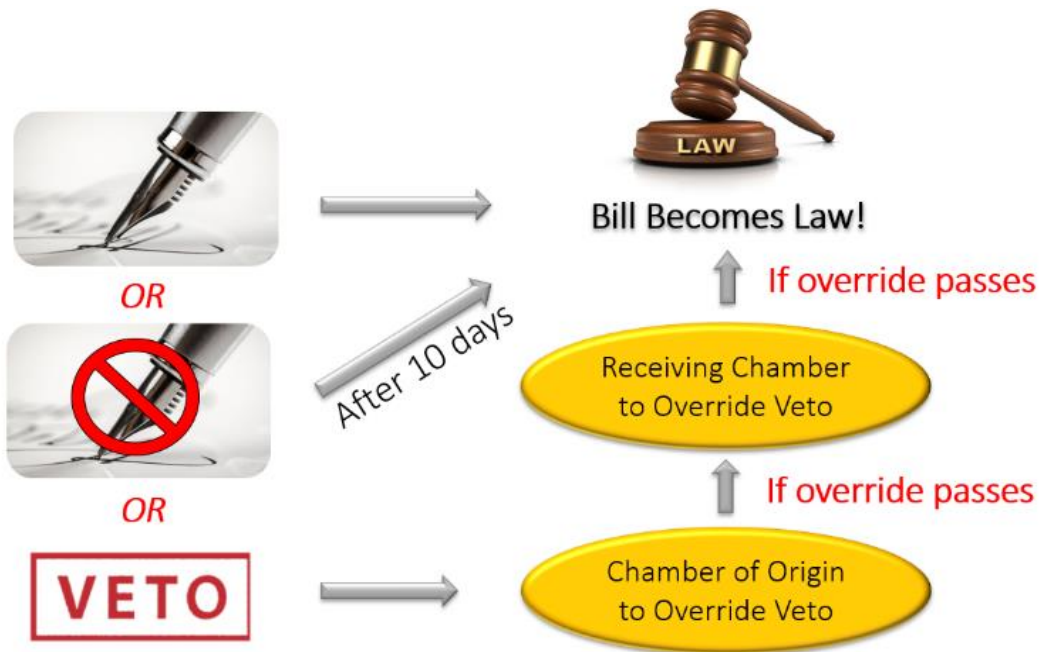 LAW
Bill Becomes Law!
OR
If override passes
After 10 days
Receiving Chamber
to Override Veto
OR
If override passes
VETO
Chamber of Origin
to Override Veto